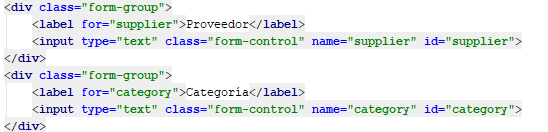 <div class="form-group">
    <label for="supplier">Proveedor</label>
    <input type="text" class="form-control" name="supplier" id="supplier">
</div>
<div class="form-group">
    <label for="category">Categoría</label>
    <input type="text" class="form-control" name="category" id="category">
</div>